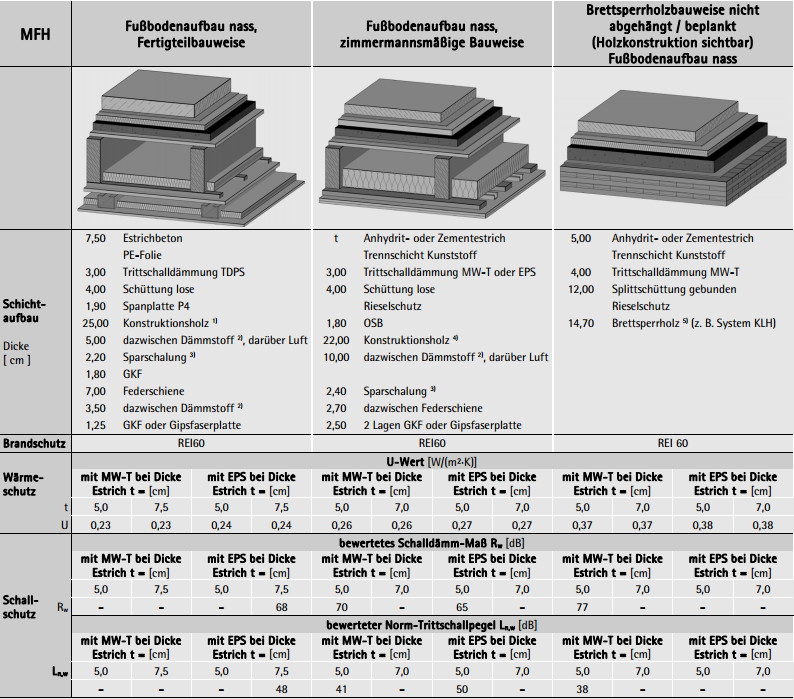 MFH
Fußbodenaufbau nass,
Fertigteilbauweise
Fußbodenaufbau nass,
zimmermannsmäßige Bauweise
Brettsperrholzbauweise nicht
abgehängt / beplankt
(Holzkonstruktion sichtbar)
Fußbodenaufbau nass
Schicht-
aufbau
Dicke
[ cm ]
7,50 Estrichbeton
PE-Folie
3,00 Trittschalldämmung TDPS
4,00 Schüttung lose
1,90 Spanplatte P4
25,00 Konstruktionsholz 1)
5,00 dazwischen Dämmstoff 2), darüber Luft
2,20 Sparschalung 3)
1,80 GKF
7,00 Federschiene
3,50 dazwischen Dämmstoff 2)
1,25 GKF oder Gipsfaserplatte
t Anhydrit- oder Zementestrich
Trennschicht Kunststoff
3,00 Trittschalldämmung MW-T oder EPS
4,00 Schüttung lose
Rieselschutz
1,80 OSB
22,00 Konstruktionsholz 4)
10,00 dazwischen Dämmstoff 2), darüber Luft
2,40 Sparschalung 3)
2,70 dazwischen Federschiene
2,50 2 Lagen GKF oder Gipsfaserplatte
5,00 Anhydrit- oder Zementestrich
Trennschicht Kunststoff
4,00 Trittschalldämmung MW-T
12,00 Splittschüttung gebunden
Rieselschutz
14,70 Brettsperrholz 5) (z. B. System KLH)
Brandschutz REI60 REI60 REI 60
Wärme-
schutz
U-Wert [W/(m²·K)]
mit MW-T bei Dicke mit EPS bei Dicke mit MW-T bei Dicke mit EPS bei Dicke mit MW-T bei Dicke mit EPS bei Dicke
Estrich t = [cm] Estrich t = [cm] Estrich t = [cm] Estrich t = [cm] Estrich t = [cm] Estrich t = [cm]
t 5,0 7,5 5,0 7,5 5,0 7,0 5,0 7,0 5,0 7,0 5,0 7,0
U 0,23 0,23 0,24 0,24 0,26 0,26 0,27 0,27 0,37 0,37 0,38 0,38
Schall-
schutz
bewertetes Schalldämm-Maß Rw [dB]
mit MW-T bei Dicke mit EPS bei Dicke mit MW-T bei Dicke mit EPS bei Dicke mit MW-T bei Dicke mit EPS bei Dicke
Estrich t = [cm] Estrich t = [cm] Estrich t = [cm] Estrich t = [cm] Estrich t = [cm] Estrich t = [cm]
5,0 7,5 5,0 7,5 5,0 7,0 5,0 7,0 5,0 7,0 5,0 7,0
Rw – – – 68 70 – 65 – 77 – – –
bewerteter Norm-Trittschallpegel Ln,w [dB]
mit MW-T bei Dicke mit EPS bei Dicke mit MW-T bei Dicke mit EPS bei Dicke mit MW-T bei Dicke mit EPS bei Dicke
Estrich t = [cm] Estrich t = [cm] Estrich t = [cm] Estrich t = [cm] Estrich t = [cm] Estrich t = [cm]
Ln,w 5,0 7,5 5,0 7,5 5,0 7,0 5,0 7,0 5,0 7,0 5,0 7,0
– – – 48 41 – 50 – 38 – – –